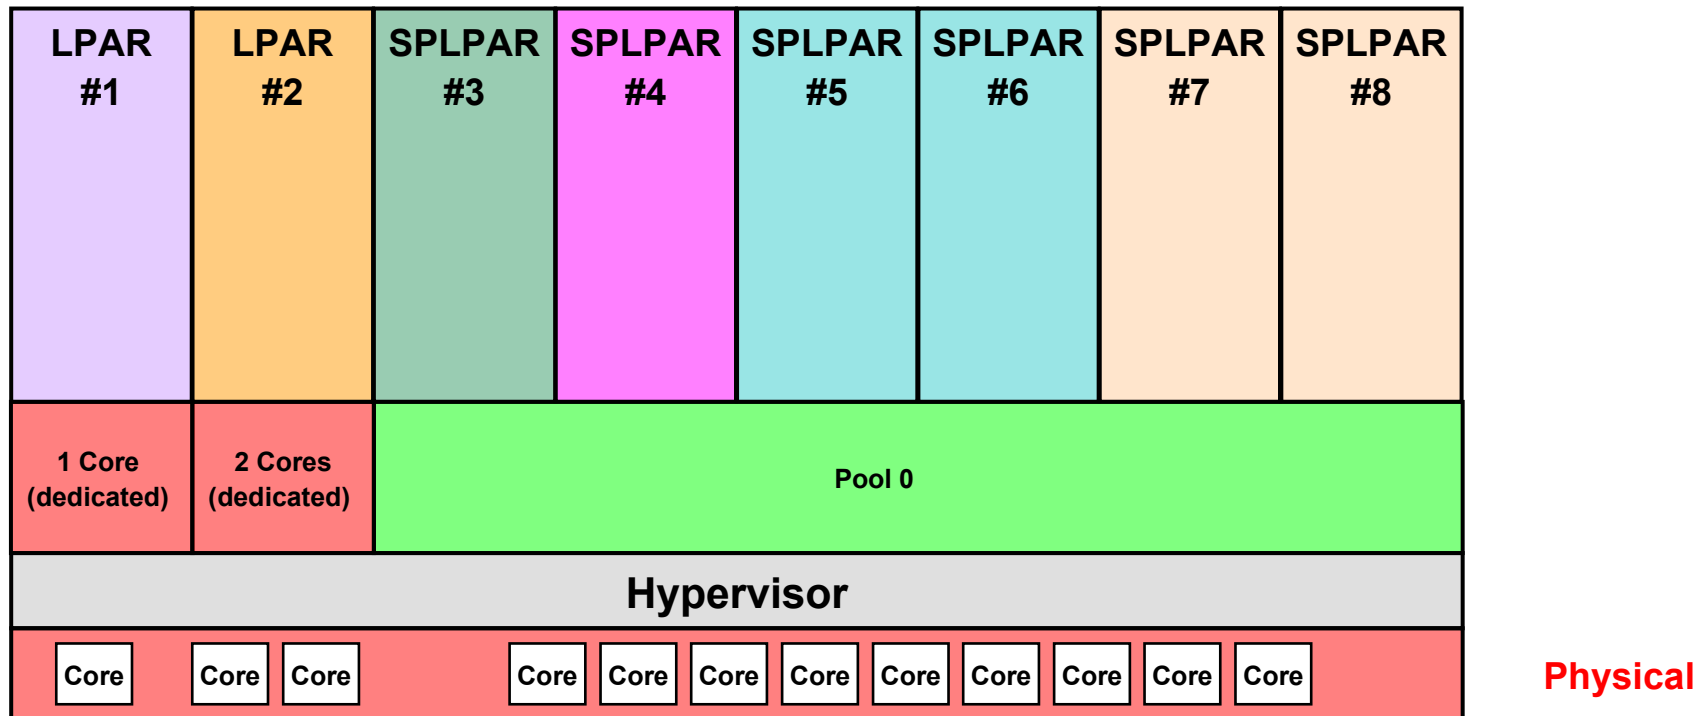 LPAR
#1
LPAR
#2
SPLPAR
#3
SPLPAR
#4
SPLPAR
#5
SPLPAR
#6
SPLPAR
#7
SPLPAR
#8
1 Core
(dedicated)
2 Cores
(dedicated)
Pool 0
Hypervisor
Core
Core
Core
Core
Core
Core
Core
Core
Core
Core
Core
Core
Physical